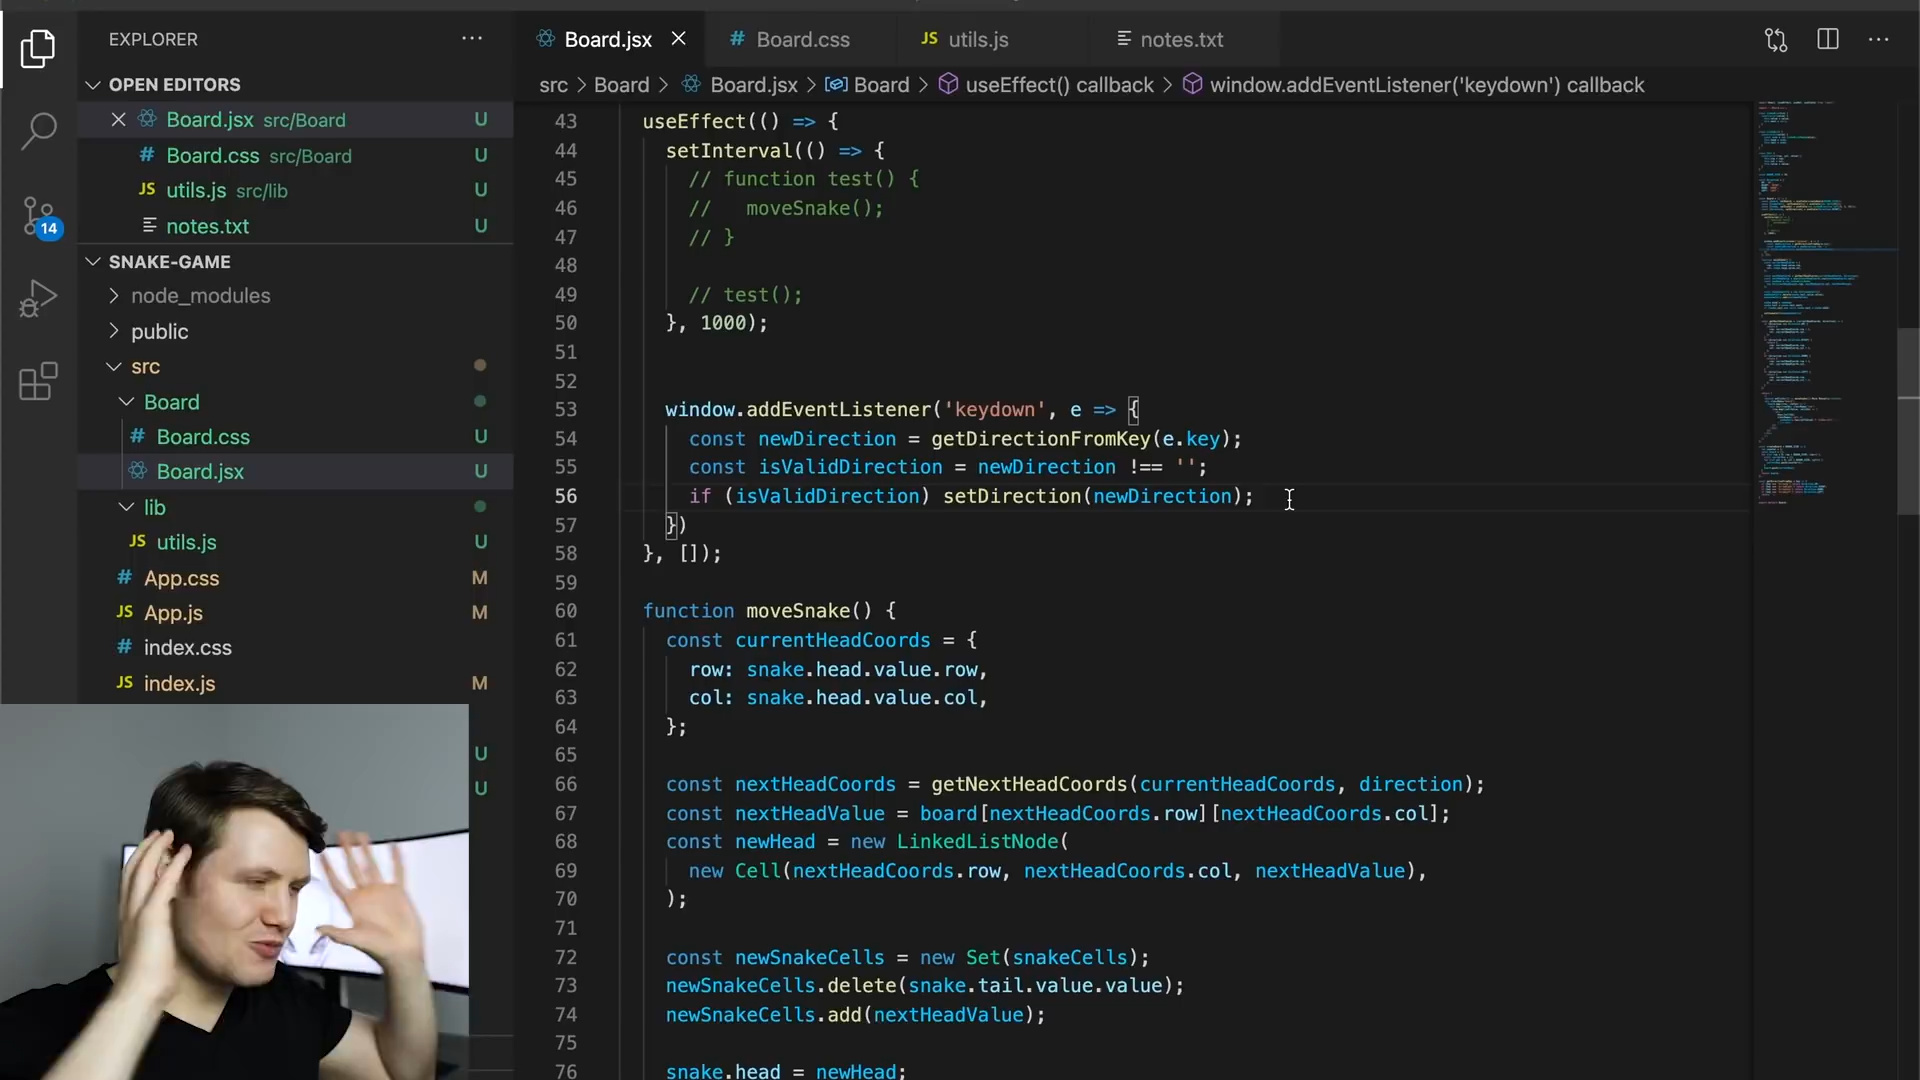 EXPLORER
OPEN EDITORS
Board.jsx src/Board U
# Board.css src/Board U
JS utils.js src/lib U
notes.txt U
14
SNAKE-GAME
node_modules
public
src
Board
# Board.css U
Board.jsx U
lib
JS utils.js U
# App.css M
JS App.js M
# index.css
JS index.js M
U
U
Board.jsx
# Board.css
JS utils.js
notes.txt
src > Board > Board.jsx > Board > useEffect() callback > window.addEventListener('keydown') callback
43 useEffect(() => {
44 setInterval(() => {
45 // function test() {
46 // moveSnake();
47 // }
48
49 // test();
50 }, 1000);
51
52
53 window.addEventListener('keydown', e => {
54 const newDirection = getDirectionFromKey(e.key);
55 const isValidDirection = newDirection !== '';
56 if (isValidDirection) setDirection(newDirection);
57 })
58 }, []);
59
60 function moveSnake() {
61 const currentHeadCoords = {
62 row: snake.head.value.row,
63 col: snake.head.value.col,
64 };
65
66 const nextHeadCoords = getNextHeadCoords(currentHeadCoords, direction);
67 const nextHeadValue = board[nextHeadCoords.row][nextHeadCoords.col];
68 const newHead = new LinkedListNode(
69 new Cell(nextHeadCoords.row, nextHeadCoords.col, nextHeadValue),
70 );
71
72 const newSnakeCells = new Set(snakeCells);
73 newSnakeCells.delete(snake.tail.value.value);
74 newSnakeCells.add(nextHeadValue);
75
76 snake.head = newHead;